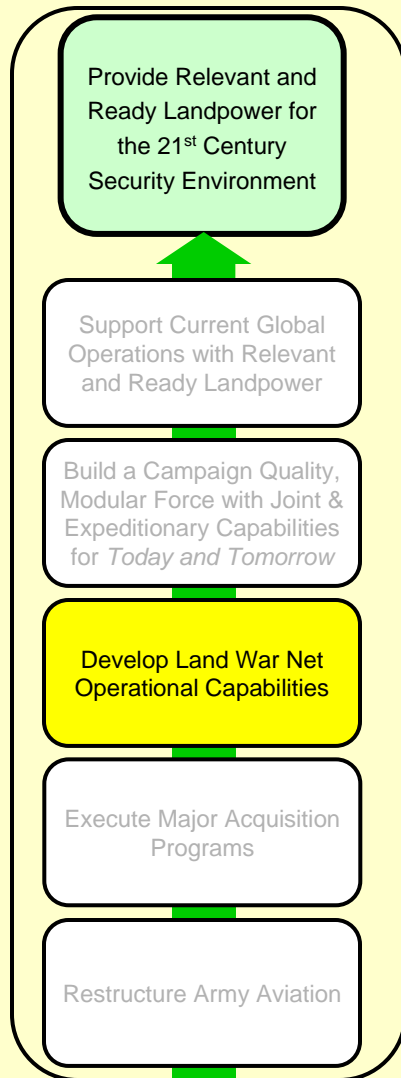 Provide Relevant and
Ready Landpower for
the 21st Century
Security Environment
Support Current Global
Operations with Relevant
and Ready Landpower
Build a Campaign Quality,
Modular Force with Joint &
Expeditionary Capabilities
for Today and Tomorrow
Develop Land War Net
Operational Capabilities
Execute Major Acquisition
Programs
Restructure Army Aviation